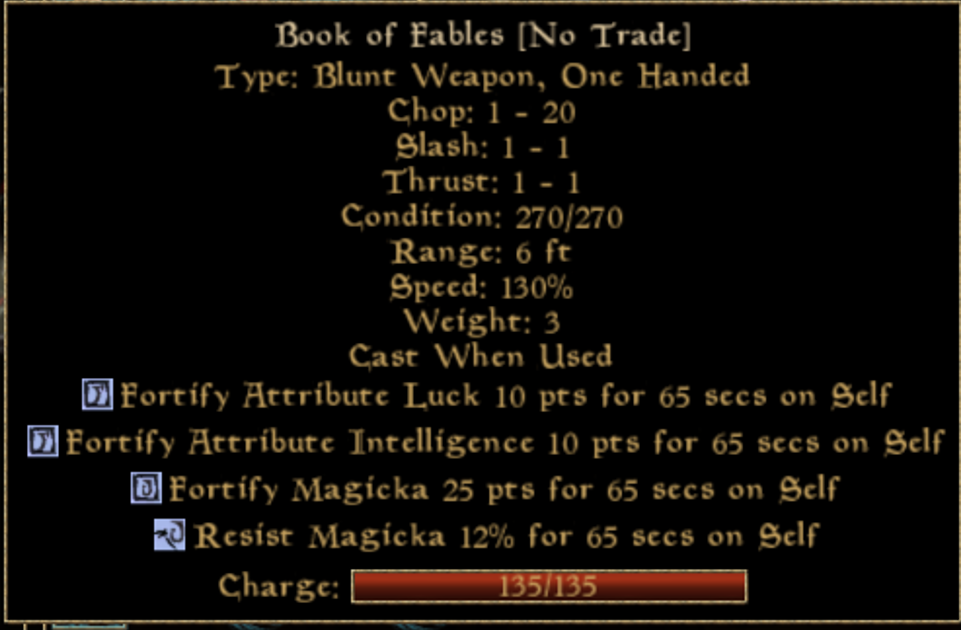 Book of Fables [No Trade]
Type: Blunt Weapon, One Handed
Chop: 1 - 20
Slash: 1 - 1
Thrust: 1 - 1
Condition: 270/270
Range: 6 ft
Speed: 130%
Weight: 3
Cast When Used
Fortify Attribute Luck 10 pts for 65 secs on Self
Fortify Attribute Intelligence 10 pts for 65 secs on Self
Fortify Magicka 25 pts for 65 secs on Self
Resist Magicka 12% for 65 secs on Self
Charge: 135/135